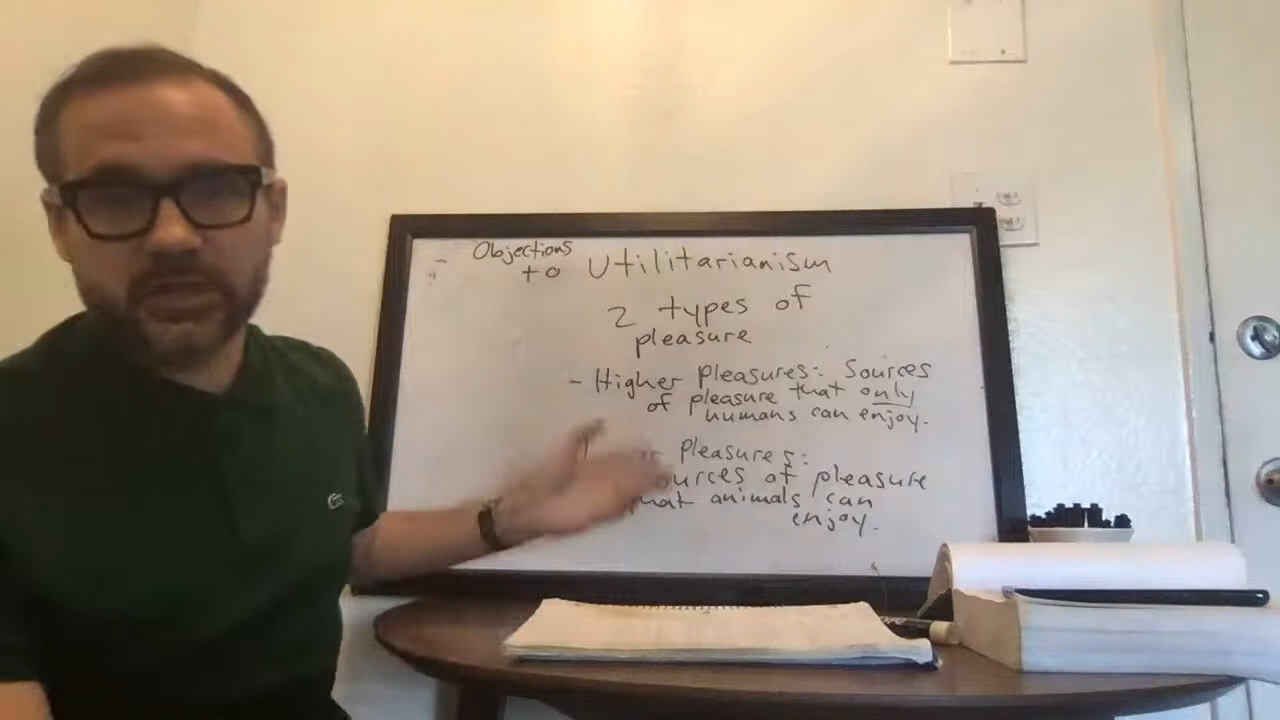 Objections
to Utilitarianism
2 types of
pleasure
- Higher Pleasures: Sources
of pleasure that only
humans can enjoy.
Pleasures:
of pleasure
that animals can
enjoy.